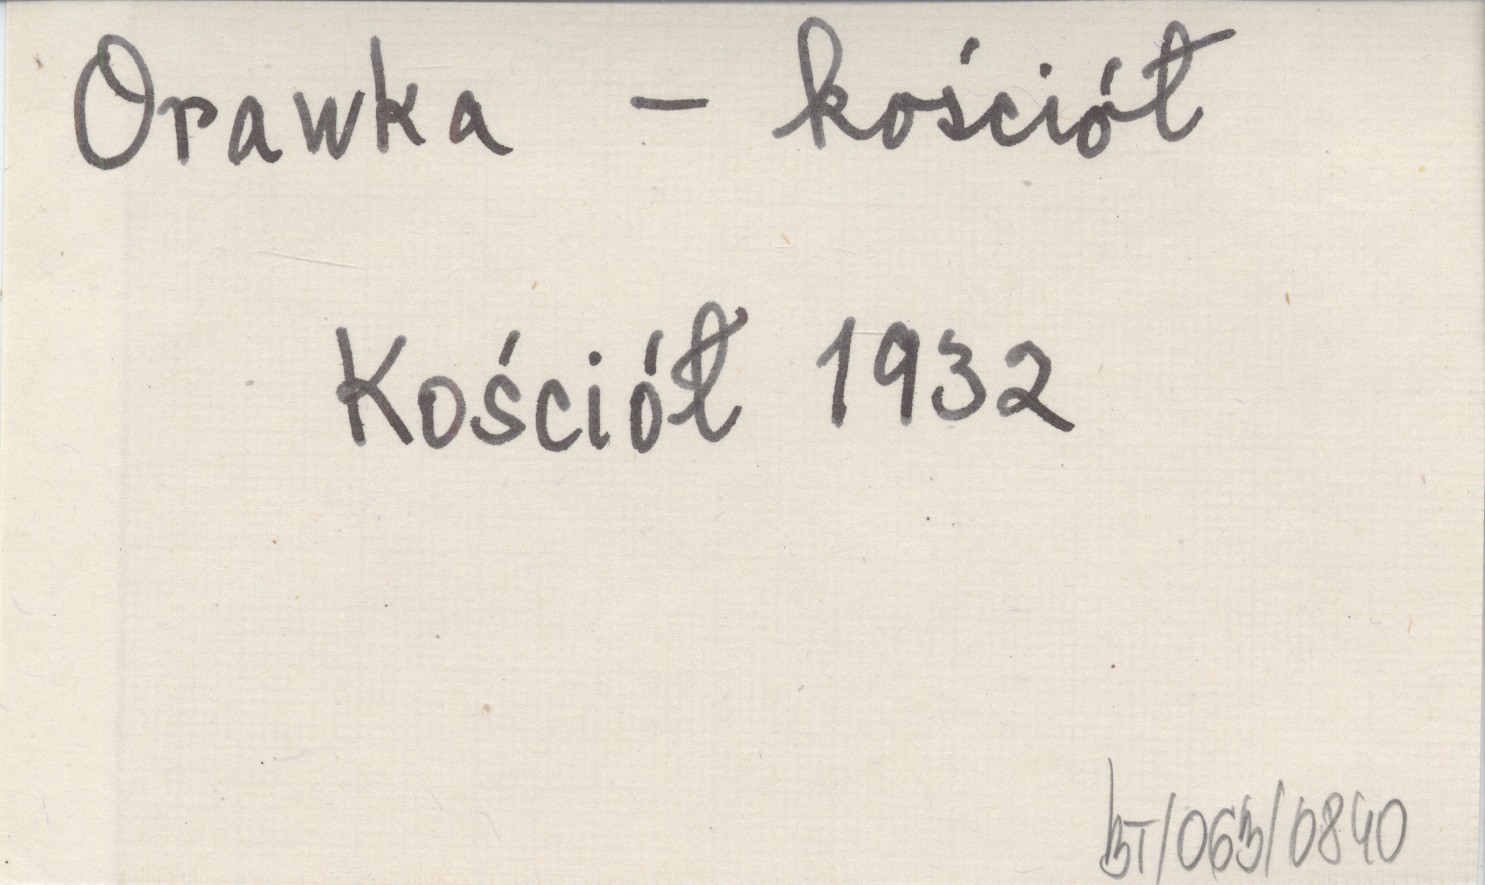 Orawka - kościół
Kościół 1932
BT/063/0840